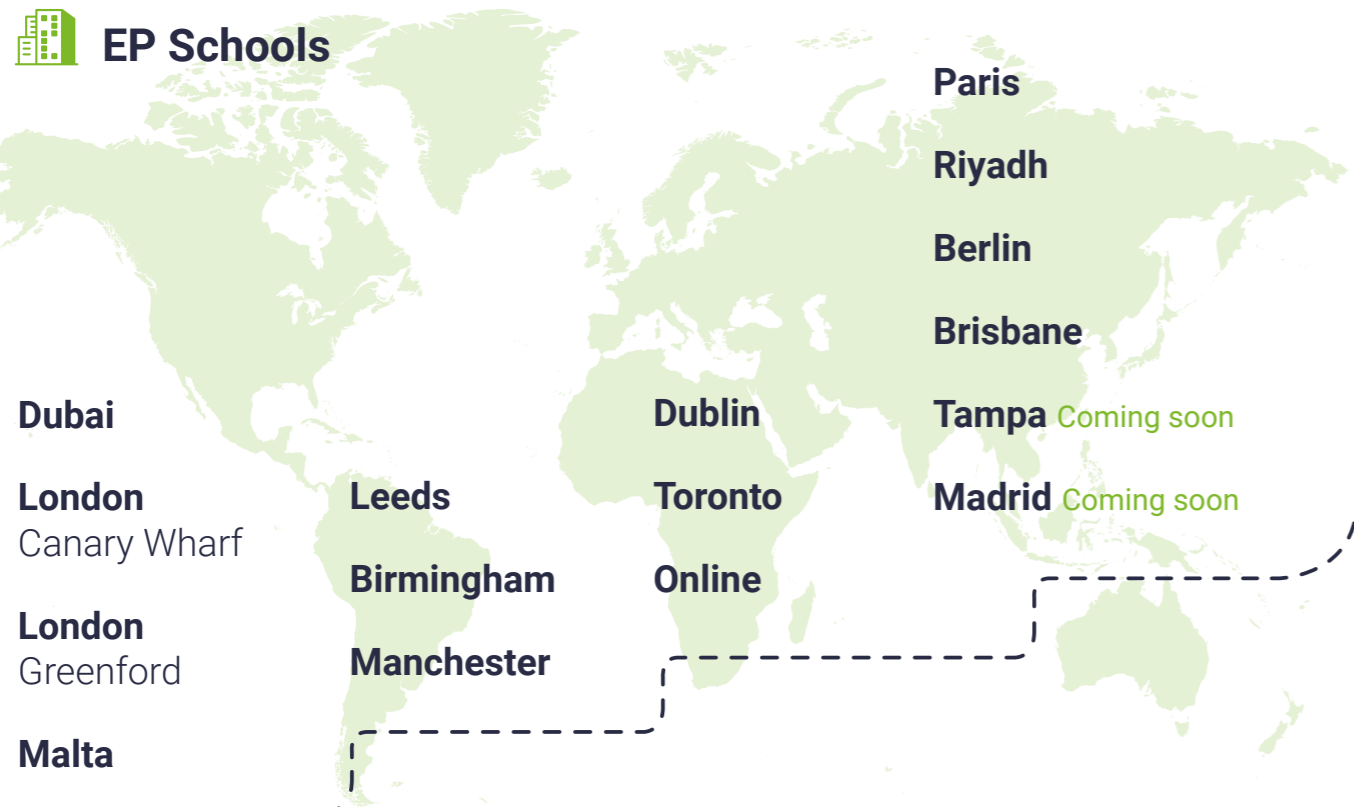 EP Schools
Dubai
London
Canary Wharf
London
Greenford
Malta
Leeds
Birmingham
Manchester
Dublin
Toronto
Online
Paris
Riyadh
Berlin
Brisbane
Tampa Coming soon
Madrid Coming soon